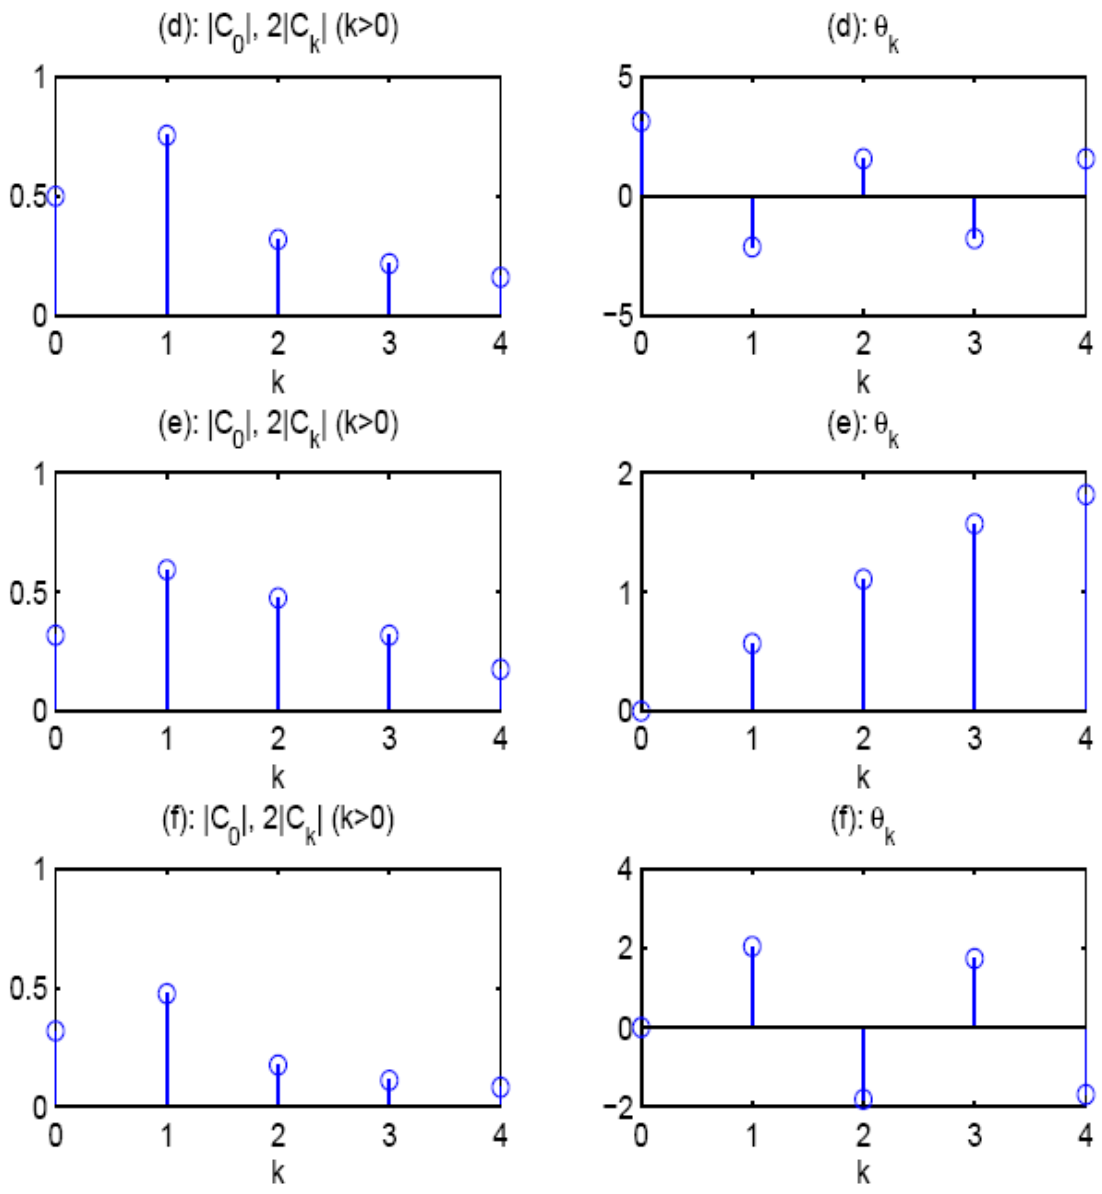 (d): |C₀|, 2|Cₖ| (k>0)
1
0.5
0
0 1 2 3 4
k
(d): θₖ
5
0
−5
0 1 2 3 4
k
(e): |C₀|, 2|Cₖ| (k>0)
1
0.5
0
0 1 2 3 4
k
(e): θₖ
2
1
0
0 1 2 3 4
k
(f): |C₀|, 2|Cₖ| (k>0)
1
0.5
0
0 1 2 3 4
k
(f): θₖ
4
2
0
−2
0 1 2 3 4
k